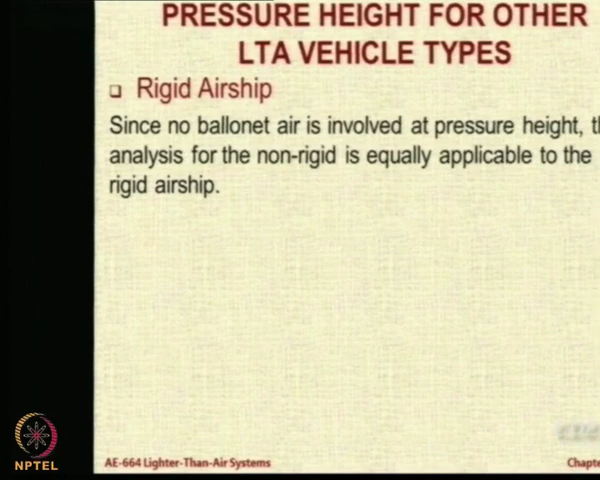 PRESSURE HEIGHT FOR OTHER
LTA VEHICLE TYPES
Rigid Airship
Since no ballonet air is involved at pressure height,
analysis for the non-rigid is equally applicable to the
rigid airship.
NPTEL
AE-664 Lighter-Than-Air Systems